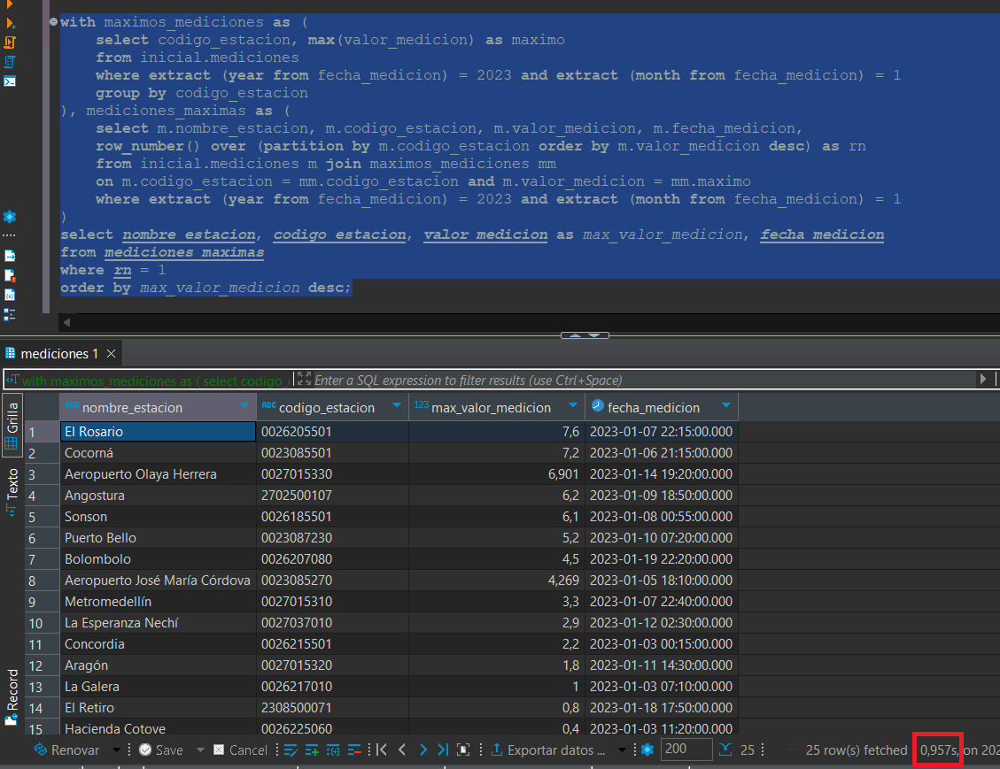 with maximos_mediciones as (
select codigo_estacion, max(valor_medicion) as maximo
from inicial.mediciones
where extract (year from fecha_medicion) = 2023 and extract (month from fecha_medicion) = 1
group by codigo_estacion
), mediciones_maximas as (
select m.nombre_estacion, m.codigo_estacion, m.valor_medicion, m.fecha_medicion,
row_number() over (partition by m.codigo_estacion order by m.valor_medicion desc) as rn
from inicial.mediciones m join maximos_mediciones mm
on m.codigo_estacion = mm.codigo_estacion and m.valor_medicion = mm.maximo
where extract (year from fecha_medicion) = 2023 and extract (month from fecha_medicion) = 1
)
select nombre_estacion, codigo_estacion, valor_medicion as max_valor_medicion, fecha_medicion
from mediciones_maximas
where rn = 1
order by max_valor_medicion desc;
mediciones 1
with maximos_mediciones as ( select codigo_ Enter a SQL expression to filter results (use Ctrl+Space)
Grilla
Texto
Record
ABC nombre_estacion ABC codigo_estacion 123 max_valor_medicion fecha_medicion
1 El Rosario 0026205501 7,6 2023-01-07 22:15:00.000
2 Cocorná 0023085501 7,2 2023-01-06 21:15:00.000
3 Aeropuerto Olaya Herrera 0027015330 6,901 2023-01-14 19:20:00.000
4 Angostura 2702500107 6,2 2023-01-09 18:50:00.000
5 Sonson 0026185501 6,1 2023-01-08 00:55:00.000
6 Puerto Bello 0023087230 5,2 2023-01-10 07:20:00.000
7 Bolombolo 0026207080 4,5 2023-01-19 22:20:00.000
8 Aeropuerto José María Córdova 0023085270 4,269 2023-01-05 18:10:00.000
9 Metromedellín 0027015310 3,3 2023-01-07 22:40:00.000
10 La Esperanza Nechí 0027037010 2,9 2023-01-12 02:30:00.000
11 Concordia 0026215501 2,2 2023-01-03 00:15:00.000
12 Aragón 0027015320 1,8 2023-01-11 14:30:00.000
13 La Galera 0026217010 1 2023-01-03 07:10:00.000
14 El Retiro 2308500071 0,8 2023-01-18 17:50:00.000
15 Hacienda Cotove 0026225060 0,4 2023-01-03 11:20:00.000
Renovar Save Cancel Exportar datos ... 200 25 25 row(s) fetched 0,957s, on 202